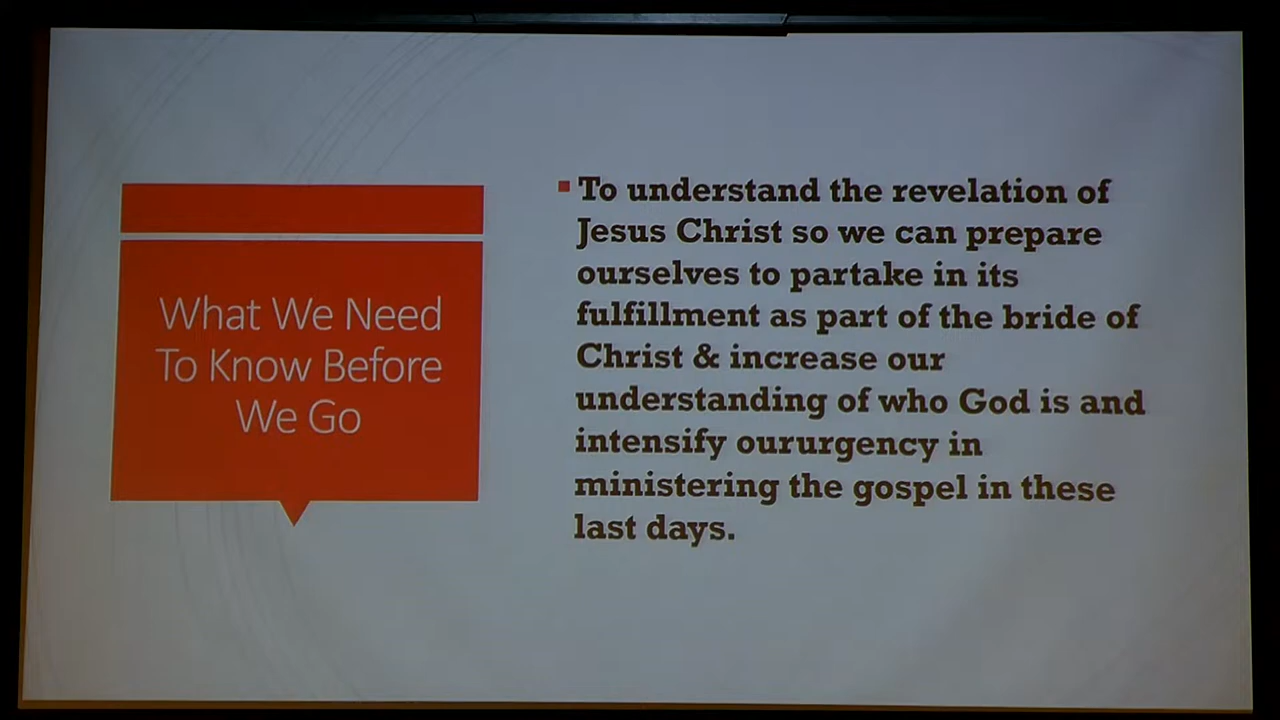 What We Need
To Know Before
We Go
To understand the revelation of
Jesus Christ so we can prepare
ourselves to partake in its
fulfillment as part of the bride of
Christ & increase our
understanding of who God is and
intensify oururgency in
ministering the gospel in these
last days.